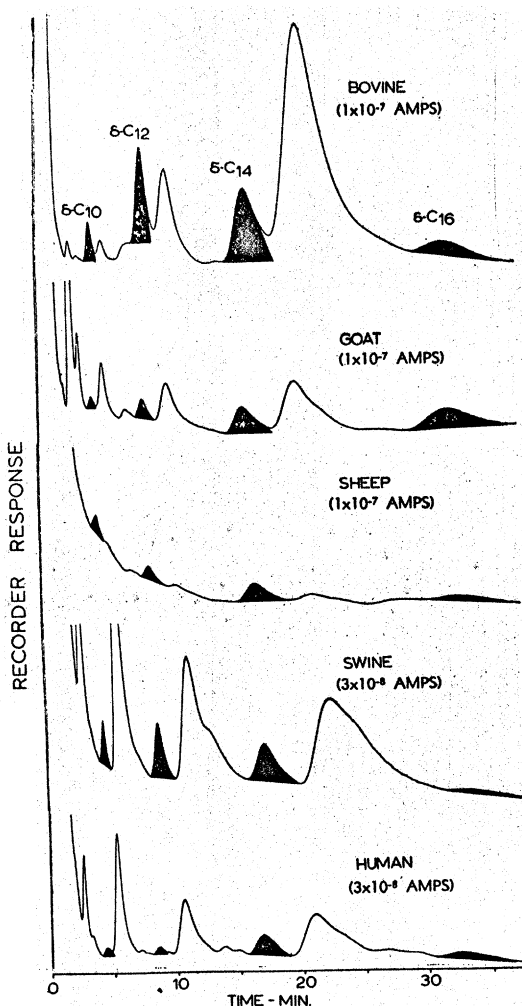 BOVINE
(1x10-7 AMPS)
δ-C10
δ-C12
δ-C14
δ-C16
GOAT
(1x10-7 AMPS)
SHEEP
(1x10-7 AMPS)
SWINE
(3x10-8 AMPS)
HUMAN
(3x10-8 AMPS)
RECORDER RESPONSE
0 10 20 30
TIME - MIN.